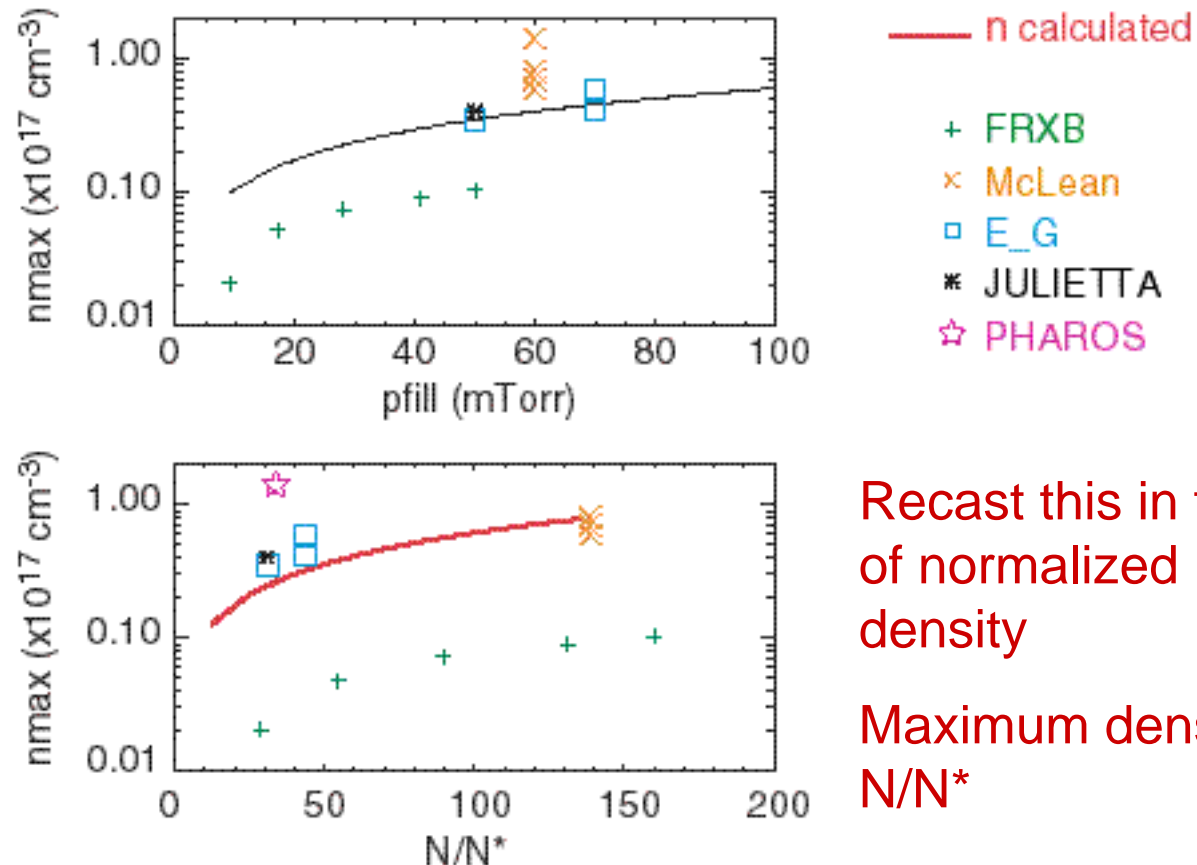 nmax (x10¹⁷ cm⁻³)
1.00
0.10
0.01
0 20 40 60 80 100
pfill (mTorr)
n calculated
FRXB
McLean
E_G
JULIETTA
PHAROS
nmax (x10¹⁷ cm⁻³)
1.00
0.10
0.01
0 50 100 150 200
N/N*
Recast this in
of normalized
density
Maximum
N/N*